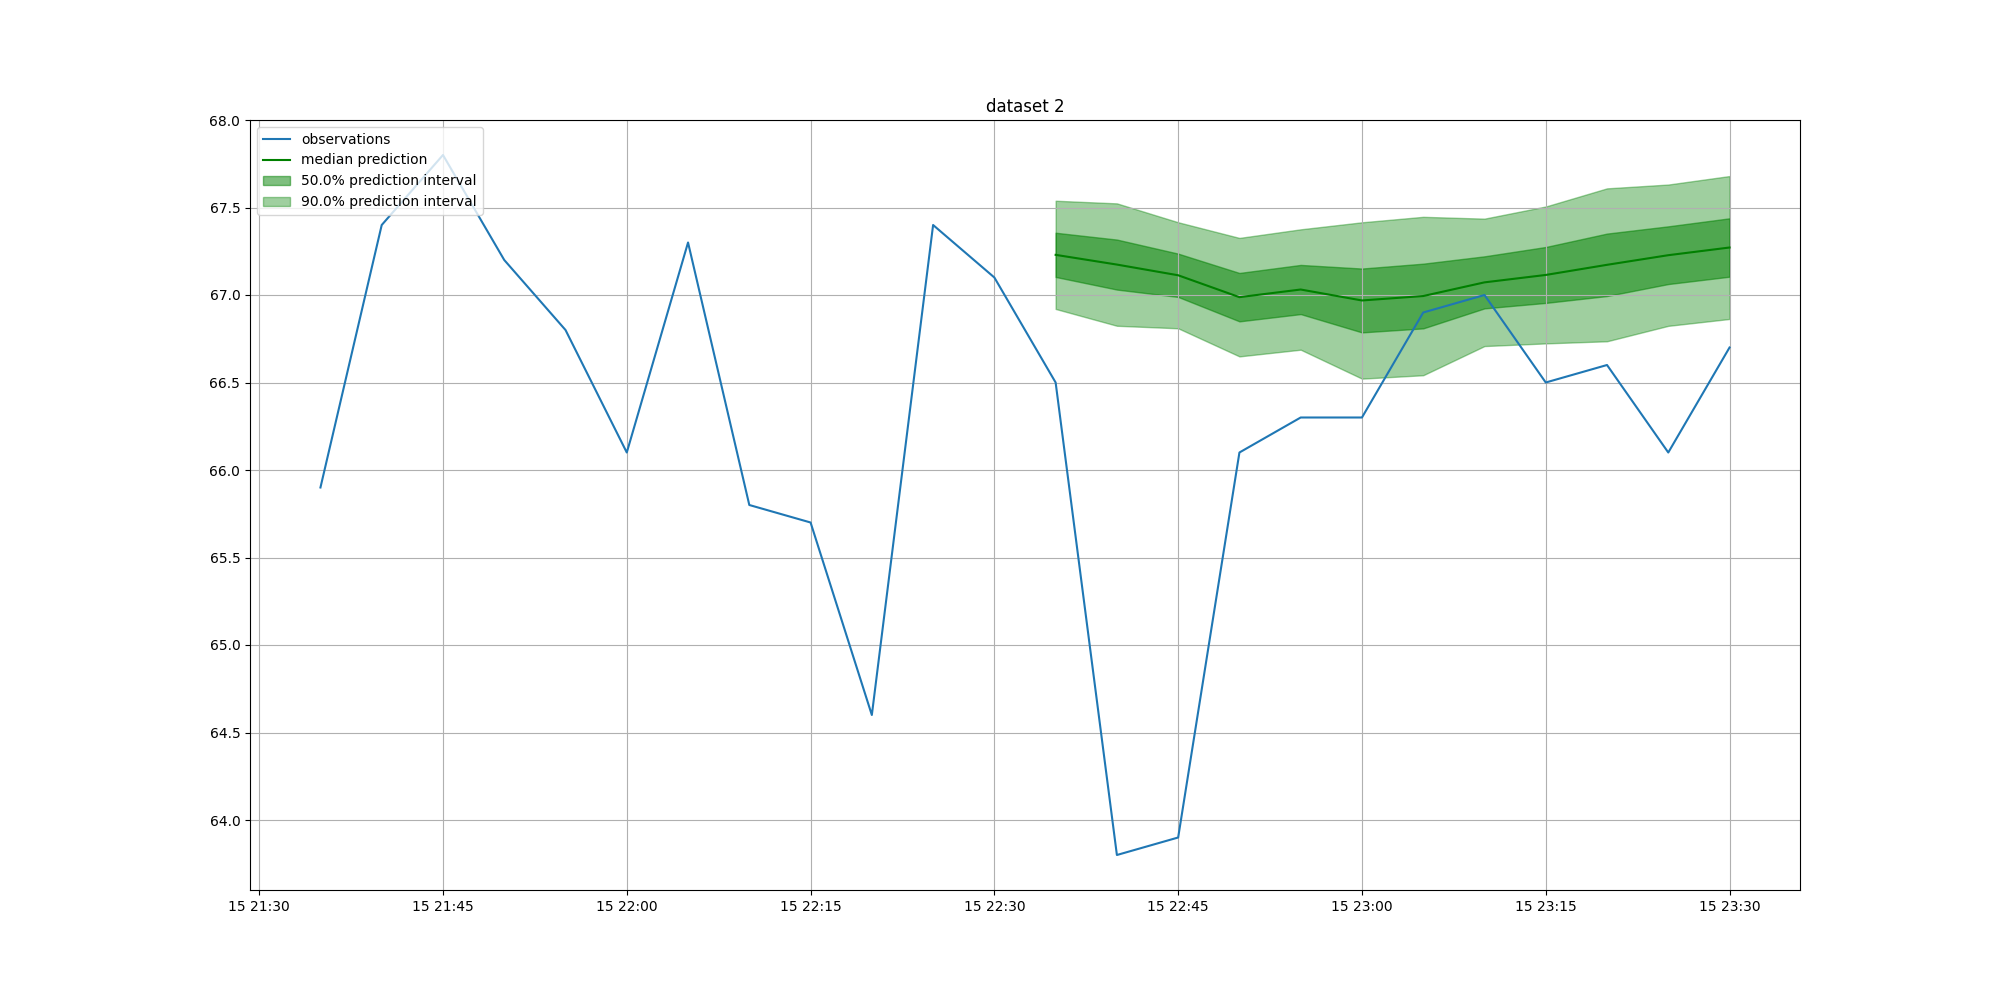 dataset 2
observations
median prediction
50.0% prediction interval
90.0% prediction interval
68.0
67.5
67.0
66.5
66.0
65.5
65.0
64.5
64.0
15 21:30 15 21:45 15 22:00 15 22:15 15 22:30 15 22:45 15 23:00 15 23:15 15 23:30